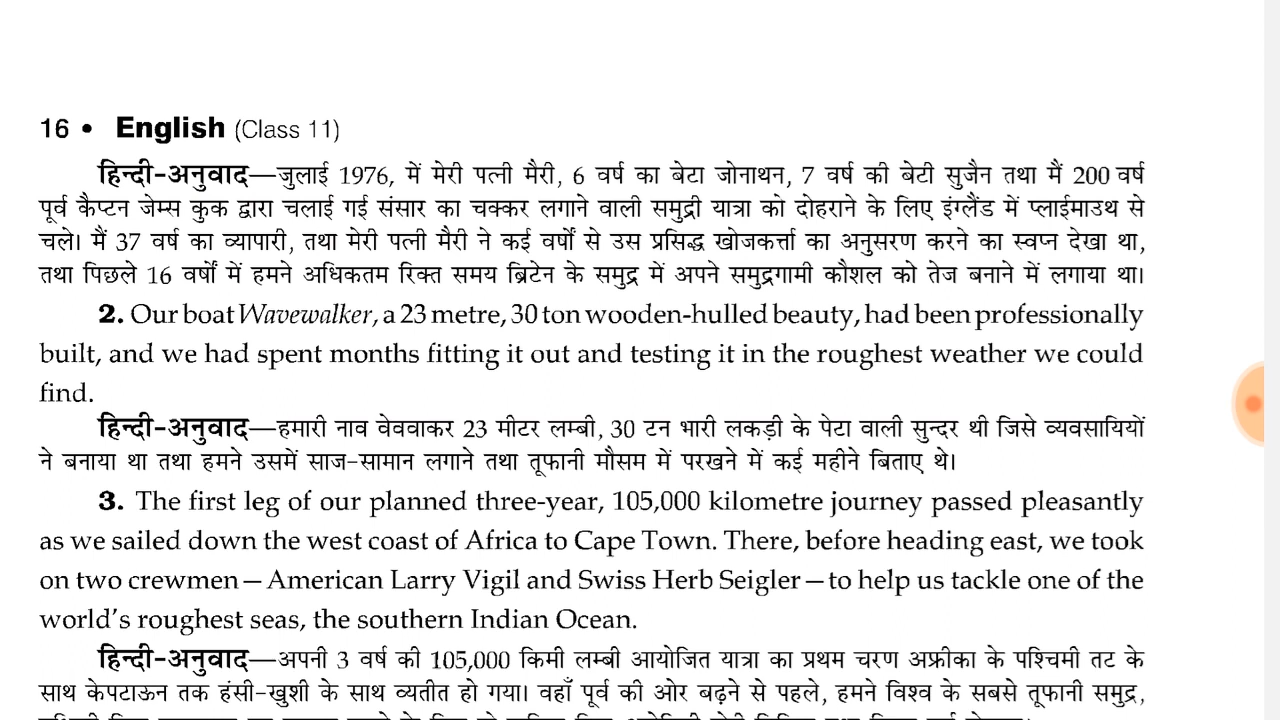 16 • English (Class 11)
हिन्दी-अनुवाद—जुलाई 1976, में मेरी पत्नी मैरी, 6 वर्ष का बेटा जोनाथन, 7 वर्ष की बेटी सुजैन तथा मैं 200 वर्ष
पूर्व कैप्टन जेम्स कुक द्वारा चलाई गई संसार का चक्कर लगाने वाली समुद्री यात्रा को दोहराने के लिए इंग्लैंड में प्लाईमाउथ से
चले। मैं 37 वर्ष का व्यापारी, तथा मेरी पत्नी मैरी ने कई वर्षों से उस प्रसिद्ध खोजकर्त्ता का अनुसरण करने का स्वप्न देखा था,
तथा पिछले 16 वर्षों में हमने अधिकतम रिक्त समय ब्रिटेन के समुद्र में अपने समुद्रगामी कौशल को तेज बनाने में लगाया था।
2. Our boat Wavewalker, a 23 metre, 30 ton wooden-hulled beauty, had been professionally
built, and we had spent months fitting it out and testing it in the roughest weather we could
find.
हिन्दी-अनुवाद—हमारी नाव वेववाकर 23 मीटर लम्बी, 30 टन भारी लकड़ी के पेटा वाली सुन्दर थी जिसे व्यवसायियों
ने बनाया था तथा हमने उसमें साज-सामान लगाने तथा तूफानी मौसम में परखने में कई महीने बिताए थे।
3. The first leg of our planned three-year, 105,000 kilometre journey passed pleasantly
as we sailed down the west coast of Africa to Cape Town. There, before heading east, we took
on two crewmen—American Larry Vigil and Swiss Herb Seigler—to help us tackle one of the
world's roughest seas, the southern Indian Ocean.
हिन्दी-अनुवाद—अपनी 3 वर्ष की 105,000 किमी लम्बी आयोजित यात्रा का प्रथम चरण अफ्रीका के पश्चिमी तट के
साथ केपटाऊन तक हंसी-खुशी के साथ व्यतीत हो गया। वहाँ पूर्व की ओर बढ़ने से पहले, हमने विश्व के सबसे तूफानी समुद्र,